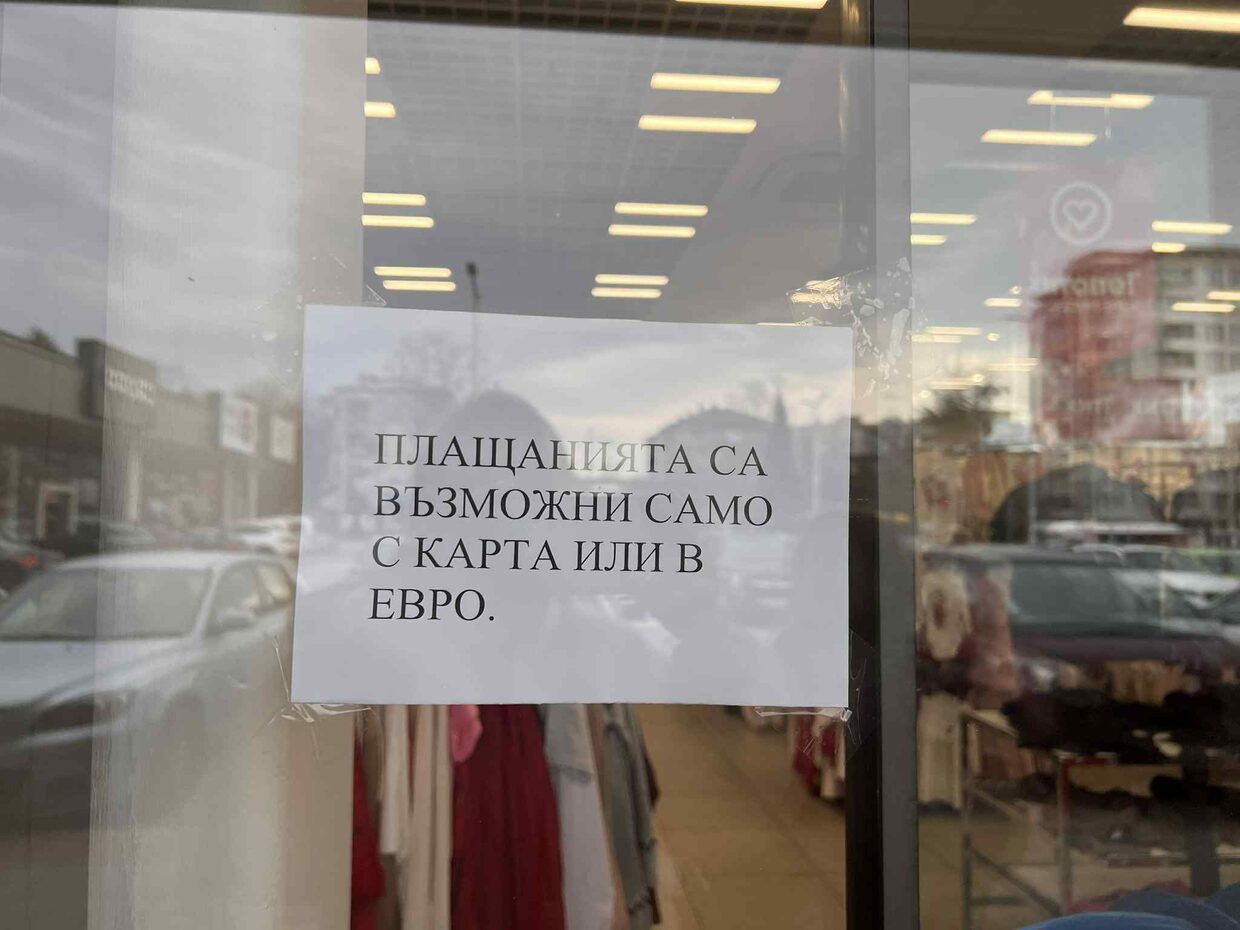 ПЛАЩАНИЯТА СА
ВЪЗМОЖНИ САМО
С КАРТА ИЛИ В
ЕВРО.